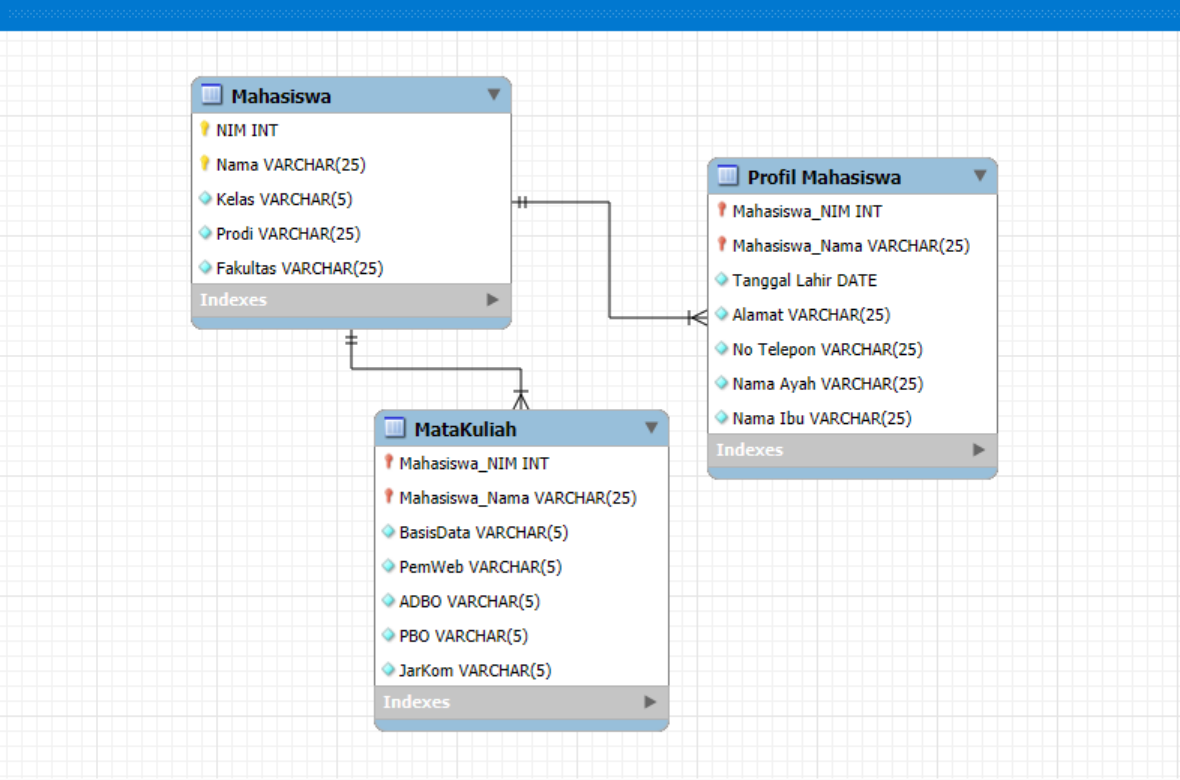 Mahasiswa
NIM INT
Nama VARCHAR(25)
Kelas VARCHAR(5)
Prodi VARCHAR(25)
Fakultas VARCHAR(25)
Indexes
Profil Mahasiswa
Mahasiswa_NIM INT
Mahasiswa_Nama VARCHAR(25)
Tanggal Lahir DATE
Alamat VARCHAR(25)
No Telepon VARCHAR(25)
Nama Ayah VARCHAR(25)
Nama Ibu VARCHAR(25)
Indexes
MataKuliah
Mahasiswa_NIM INT
Mahasiswa_Nama VARCHAR(25)
BasisData VARCHAR(5)
PemWeb VARCHAR(5)
ADBO VARCHAR(5)
PBO VARCHAR(5)
JarKom VARCHAR(5)
Indexes